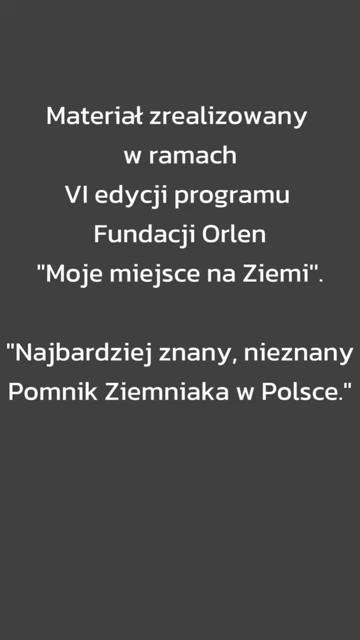 Materiał zrealizowany
w ramach
VI edycji programu
Fundacji Orlen
"Moje miejsce na Ziemi".
"Najbardziej znany, nieznany
Pomnik Ziemniaka w Polsce."